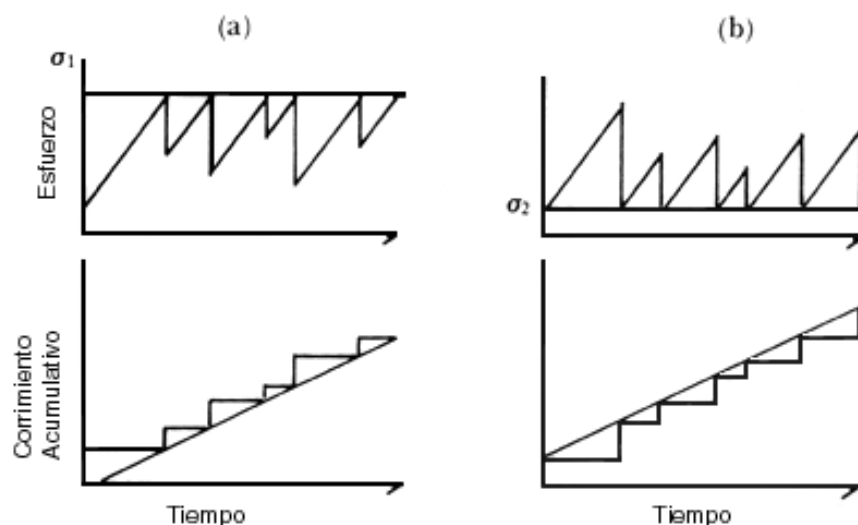 (a)
(b)
σ1
Esfuerzo
σ2
Corrimiento
Acumulativo
Tiempo
Tiempo